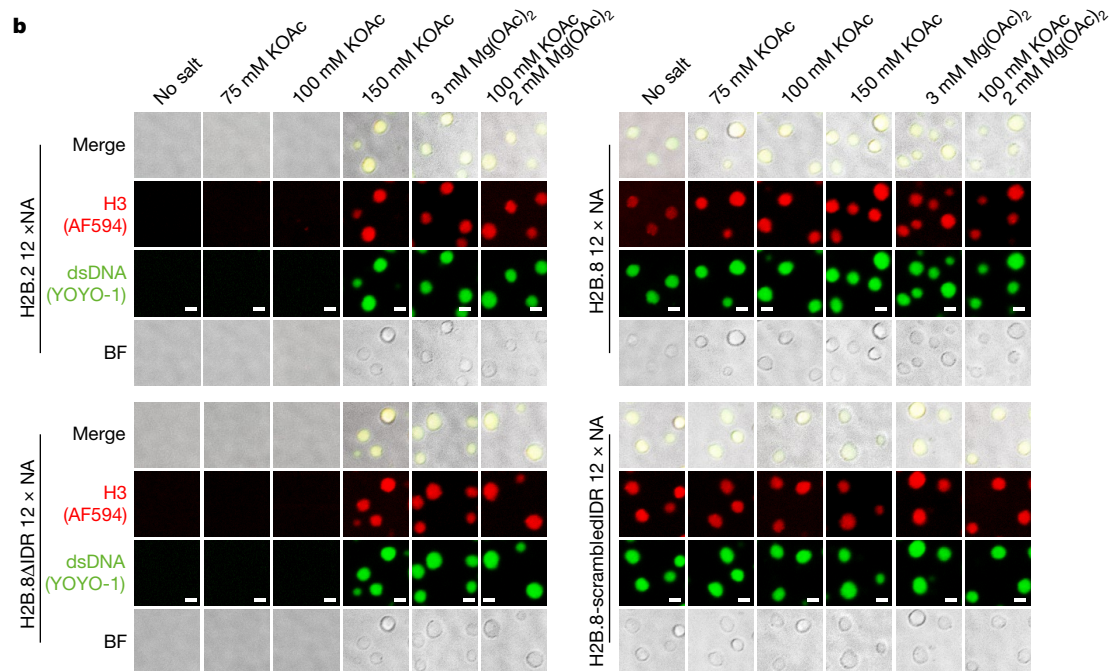 b
No salt
75 mM KOAc
100 mM KOAc
150 mM KOAc
3 mM Mg(OAc)2
100 mM KOAc
2 mM Mg(OAc)2
No salt
75 mM KOAc
100 mM KOAc
150 mM KOAc
3 mM Mg(OAc)2
100 mM KOAc
2 mM Mg(OAc)2
H2B.2 12 ×NA
Merge
H3
(AF594)
dsDNA
(YOYO-1)
BF
H2B.8 12 × NA
H2B.8ΔIDR 12 × NA
Merge
H3
(AF594)
dsDNA
(YOYO-1)
BF
H2B.8-scrambledIDR 12 × NA